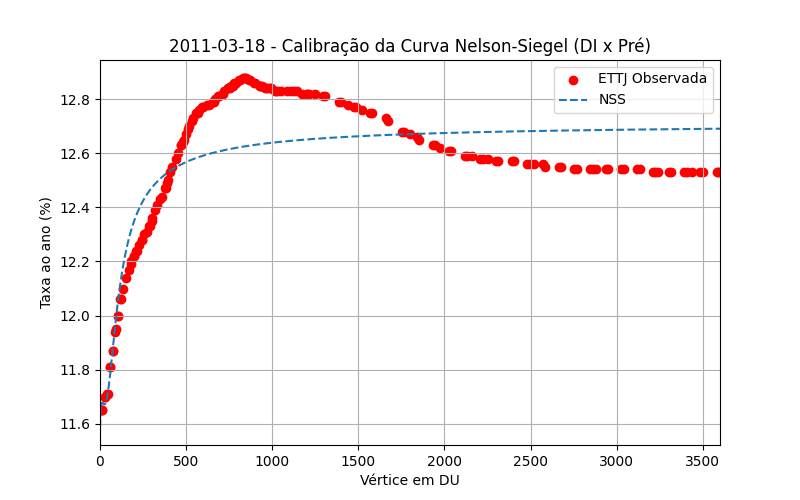 2011-03-18 - Calibração da Curva Nelson-Siegel (DI x Pré)
ETTJ Observada
NSS
12.8
12.6
12.4
12.2
12.0
11.8
11.6
Taxa ao ano (%)
0 500 1000 1500 2000 2500 3000 3500
Vértice em DU